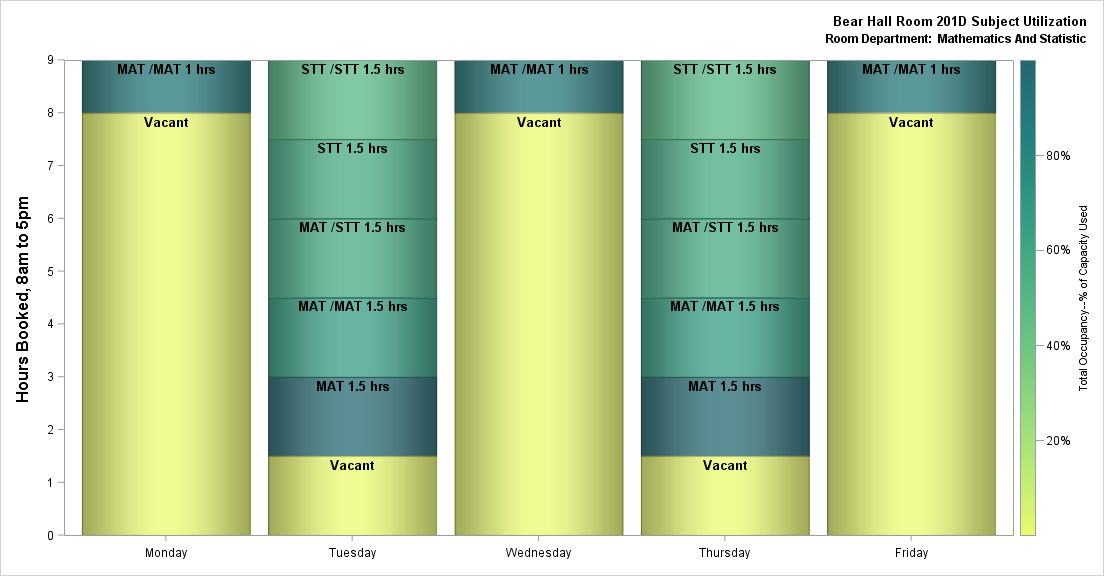 Bear Hall Room 201D Subject Utilization
Room Department: Mathematics And Statistic
Hours Booked, 8am to 5pm
9
8
7
6
5
4
3
2
1
0
MAT /MAT 1 hrs
Vacant
Monday
STT /STT 1.5 hrs
STT 1.5 hrs
MAT /STT 1.5 hrs
MAT /MAT 1.5 hrs
MAT 1.5 hrs
Vacant
Tuesday
MAT /MAT 1 hrs
Vacant
Wednesday
STT /STT 1.5 hrs
STT 1.5 hrs
MAT /STT 1.5 hrs
MAT /MAT 1.5 hrs
MAT 1.5 hrs
Vacant
Thursday
MAT /MAT 1 hrs
Vacant
Friday
80%
60%
40%
20%
Total Occupancy--% of Capacity Used